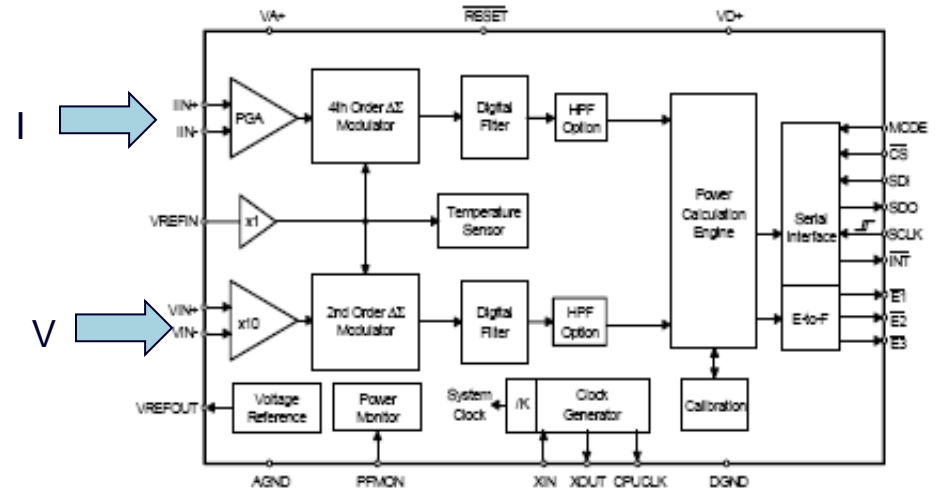 VA+
RESET
VD+
I
IIN+
IIN-
PGA
4th Order ΔΣ
Modulator
Digital
Filter
HPF
Option
Power
Calculation
Engine
Serial
Interface
MODE
CS
SDI
SDO
SCLK
INT
VREFIN
x1
Temperature
Sensor
V
VIN+
VIN-
x10
2nd Order ΔΣ
Modulator
Digital
Filter
HPF
Option
E-to-F
E1
E2
E3
VREFOUT
Voltage
Reference
Power
Monitor
System
Clock
/K
Clock
Generator
Calibration
AGND
PFMON
XIN
XOUT
CPUCLK
DGND